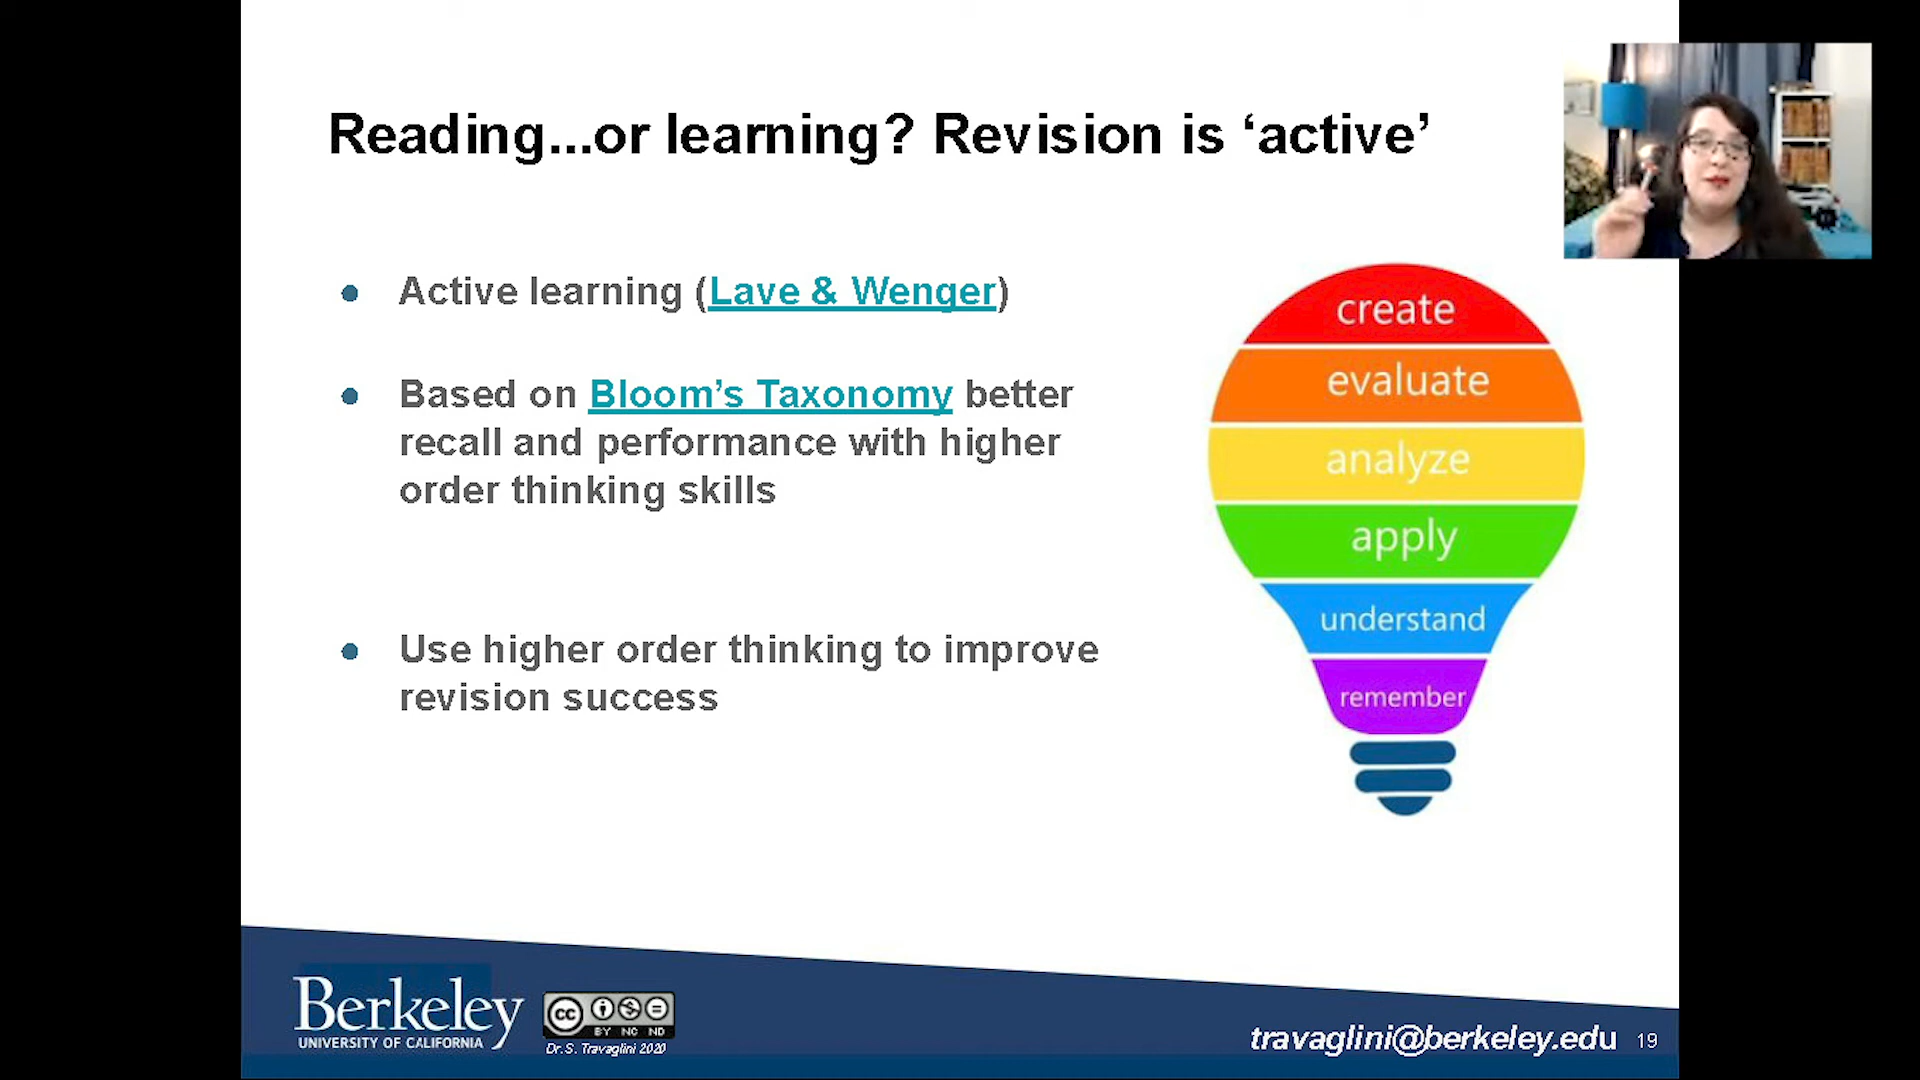 Reading...or learning? Revision is ‘active’
● Active learning (Lave & Wenger)
● Based on Bloom’s Taxonomy better
recall and performance with higher
order thinking skills
● Use higher order thinking to improve
revision success
create
evaluate
analyze
apply
understand
remember
Berkeley
UNIVERSITY OF CALIFORNIA
cc
BY NC ND
Dr. S. Travaglini 2020
travaglini@berkeley.edu
19